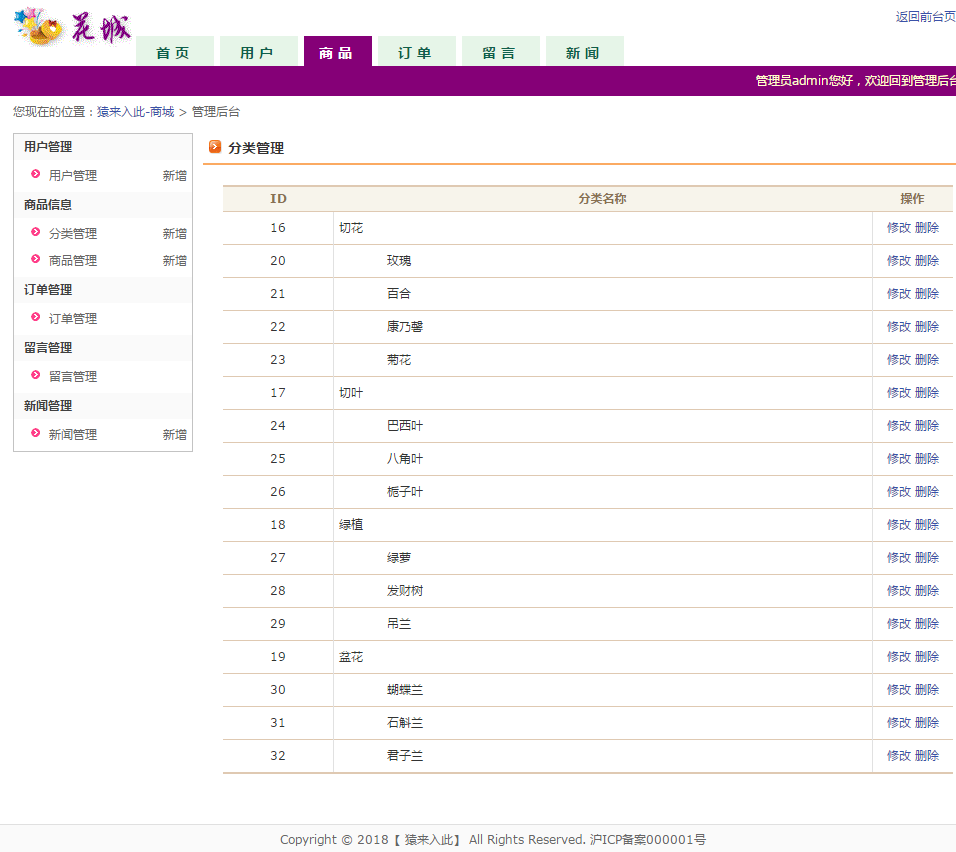 花城
返回前台页
首页 用户 商品 订单 留言 新闻
管理员admin您好，欢迎回到管理后台
您现在的位置：猿来入此-商城 > 管理后台
用户管理
用户管理 新增
商品信息
分类管理 新增
商品管理 新增
订单管理
订单管理
留言管理
留言管理
新闻管理
新闻管理 新增
分类管理
ID 分类名称 操作
16 切花 修改 删除
20 玫瑰 修改 删除
21 百合 修改 删除
22 康乃馨 修改 删除
23 菊花 修改 删除
17 切叶 修改 删除
24 巴西叶 修改 删除
25 八角叶 修改 删除
26 栀子叶 修改 删除
18 绿植 修改 删除
27 绿萝 修改 删除
28 发财树 修改 删除
29 吊兰 修改 删除
19 盆花 修改 删除
30 蝴蝶兰 修改 删除
31 石斛兰 修改 删除
32 君子兰 修改 删除
Copyright © 2018【 猿来入此】 All Rights Reserved. 沪ICP备案000001号